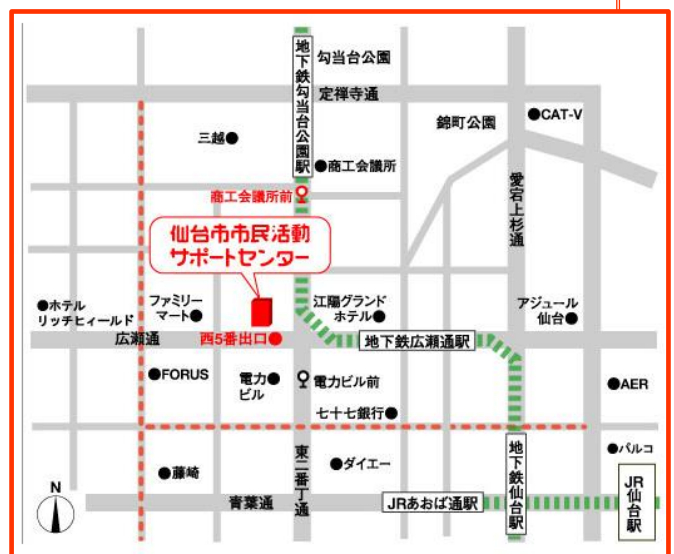 勾当台公園
地下鉄勾当台公園駅
定禅寺通
●CAT-V
錦町公園
三越●
●商工会議所
商工会議所前
愛宕上杉通
仙台市市民活動
サポートセンター
●ホテル
リッチヒィールド
ファミリー
マート●
江陽グランド
ホテル●
アジュール
仙台●
広瀬通
西5番出口●
地下鉄広瀬通駅
●FORUS
電力●
ビル
電力ビル前
●AER
七十七銀行●
●パルコ
●藤崎
東二番丁通
●ダイエー
地下鉄仙台駅
JR仙台駅
N
青葉通
JRあおば通駅